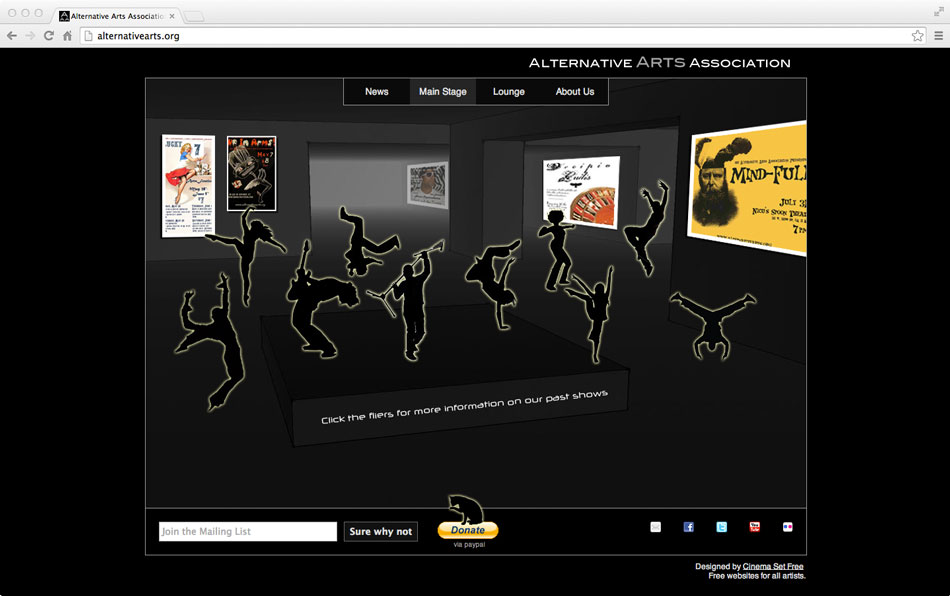 Alternative Arts Associatio
alternativearts.org
Alternative Arts Association
News
Main Stage
Lounge
About Us
MIND-FULL
JULY 3
NICO'S SPOON THEA
7PM
Click the fliers for more information on our past shows
Join the Mailing List
Sure why not
Donate
via paypal
Designed by Cinema Set Free
Free websites for all artists.